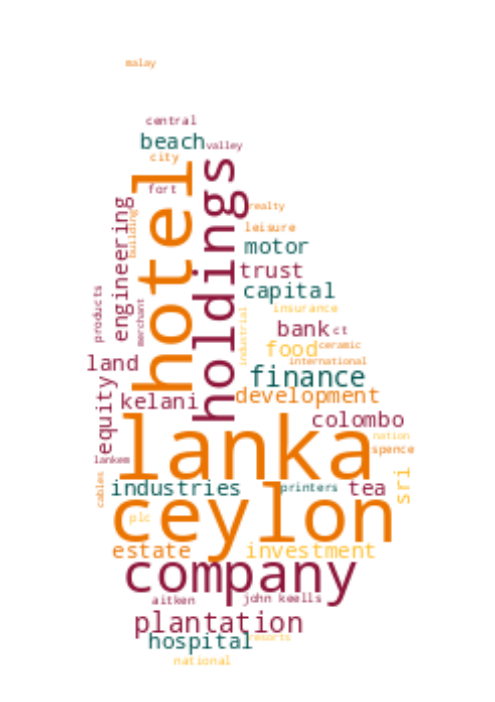 malay
central
beach
valley
city
fort
hotel
holdings
building
engineering
realty
leisure
motor
trust
capital
products
merchant
insurance
industrial
bank
ct
food
ceramic
international
land
finance
equity
kelani
development
colombo
lanka
nation
spence
lankem
cables
industries
printers
tea
sri
ceylon
plc
estate
investment
company
aitken
john keells
plantation
hospital
resorts
national